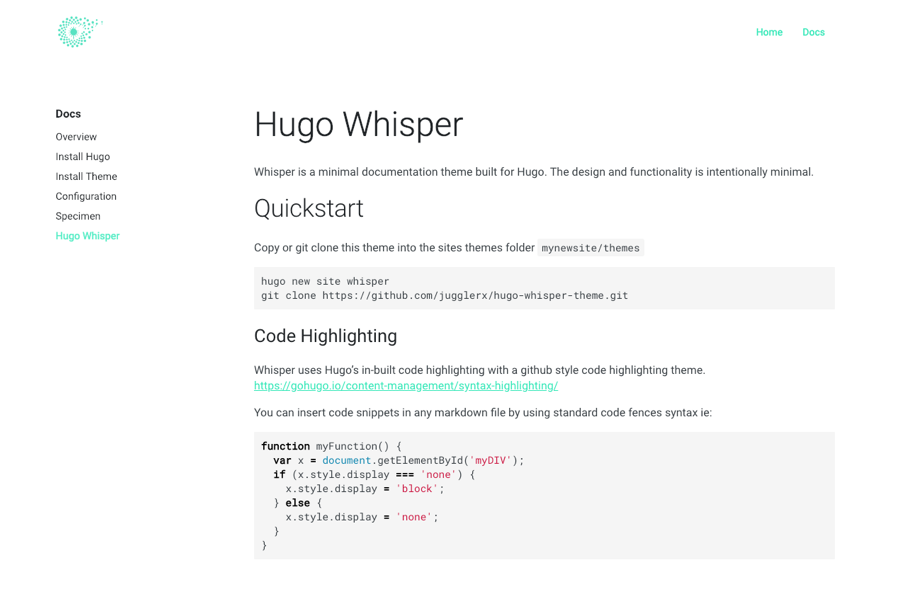 Home Docs
Docs
Overview
Install Hugo
Install Theme
Configuration
Specimen
Hugo Whisper
Hugo Whisper
Whisper is a minimal documentation theme built for Hugo. The design and functionality is intentionally minimal.
Quickstart
Copy or git clone this theme into the sites themes folder mynewsite/themes
hugo new site whisper
git clone https://github.com/jugglerx/hugo-whisper-theme.git
Code Highlighting
Whisper uses Hugo’s in-built code highlighting with a github style code highlighting theme.
https://gohugo.io/content-management/syntax-highlighting/
You can insert code snippets in any markdown file by using standard code fences syntax ie:
function myFunction() {
  var x = document.getElementById('myDIV');
  if (x.style.display === 'none') {
    x.style.display = 'block';
  } else {
    x.style.display = 'none';
  }
}